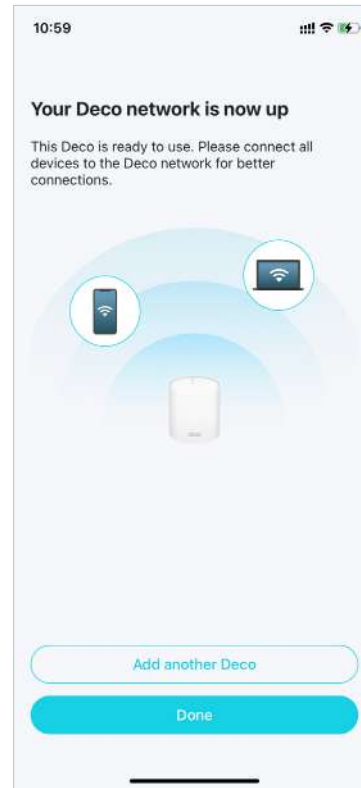 10:59
Your Deco network is now up
This Deco is ready to use. Please connect all
devices to the Deco network for better
connections.
Add another Deco
Done